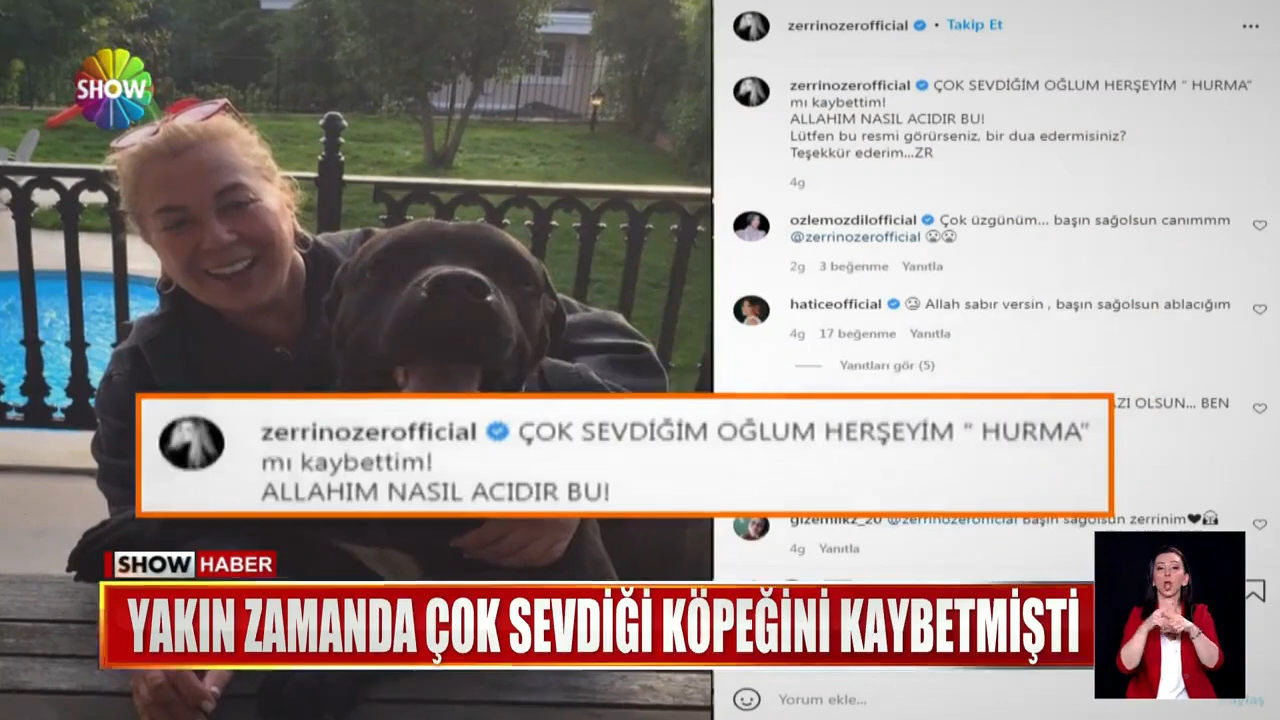 SHOW
zerrinozerofficial • Takip Et
zerrinozerofficial ÇOK SEVDİĞİM OĞLUM HERŞEYİM “ HURMA”
mı kaybettim!
ALLAHIM NASIL ACIDIR BU!
Lütfen bu resmi görürseniz, bir dua edermisiniz?
Teşekkür ederim...ZR
4g
ozlemozdilofficial Çok üzgünüm... başın sağolsun canımmm
@zerrinozerofficial
2g 3 beğenme Yanıtla
haticeofficial Allah sabır versin , başın sağolsun ablacığım
4g 17 beğenme Yanıtla
Yanıtları gör (5)
ZI OLSUN... BEN
zerrinozerofficial ÇOK SEVDİĞİM OĞLUM HERŞEYİM “ HURMA”
mı kaybettim!
ALLAHIM NASIL ACIDIR BU!
gizemilkz_20 @zerrinozerofficial başın sağolsun zerrinim
4g Yanıtla
SHOW HABER
YAKIN ZAMANDA ÇOK SEVDİĞİ KÖPEĞİNİ KAYBETMİŞTİ
Yorum ekle...